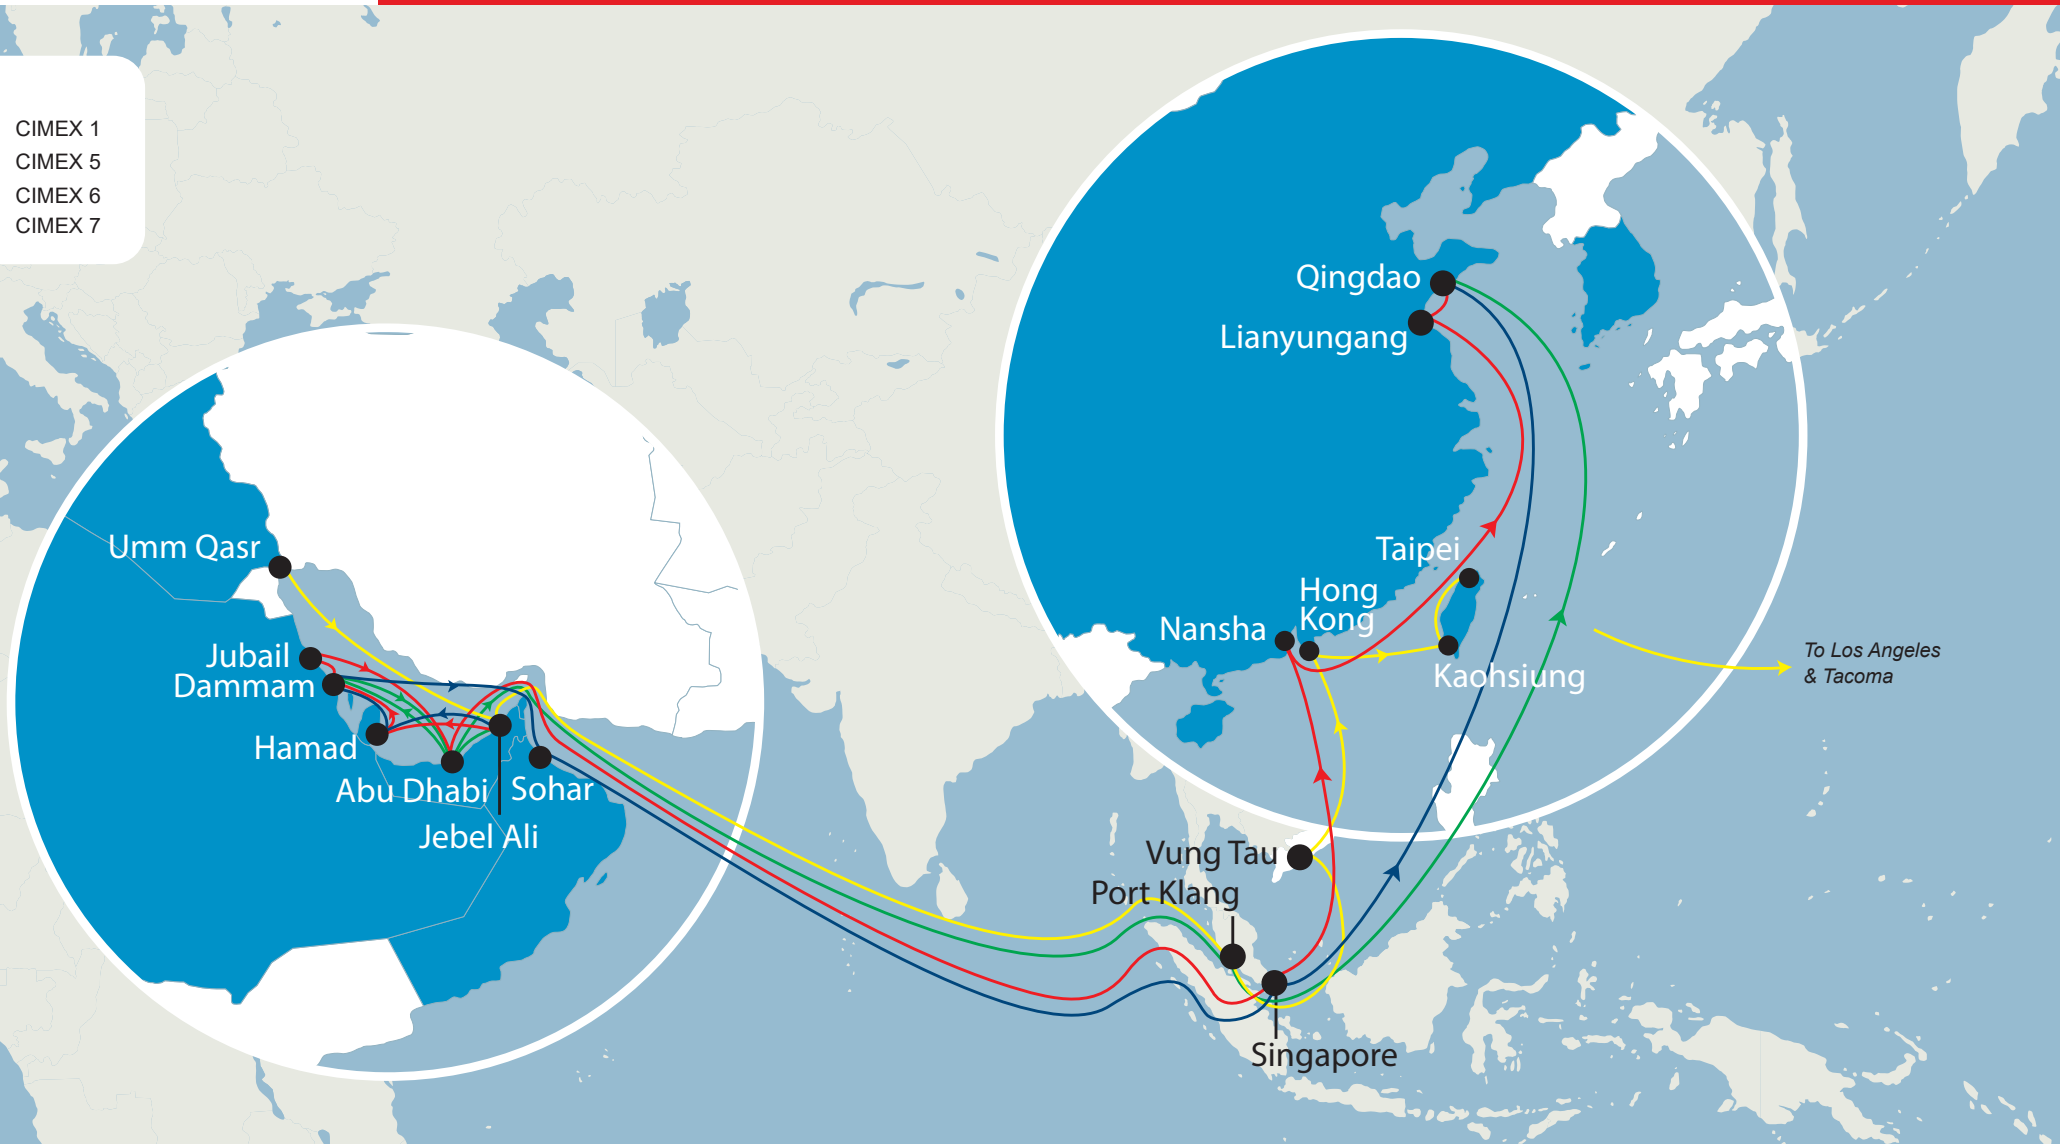 CIMEX 1
CIMEX 5
CIMEX 6
CIMEX 7
Qingdao
Lianyungang
Taipei
Hong
Kong
Nansha
Kaohsiung
To Los Angeles
& Tacoma
Umm Qasr
Jubail
Dammam
Hamad
Abu Dhabi
Sohar
Jebel Ali
Vung Tau
Port Klang
Singapore